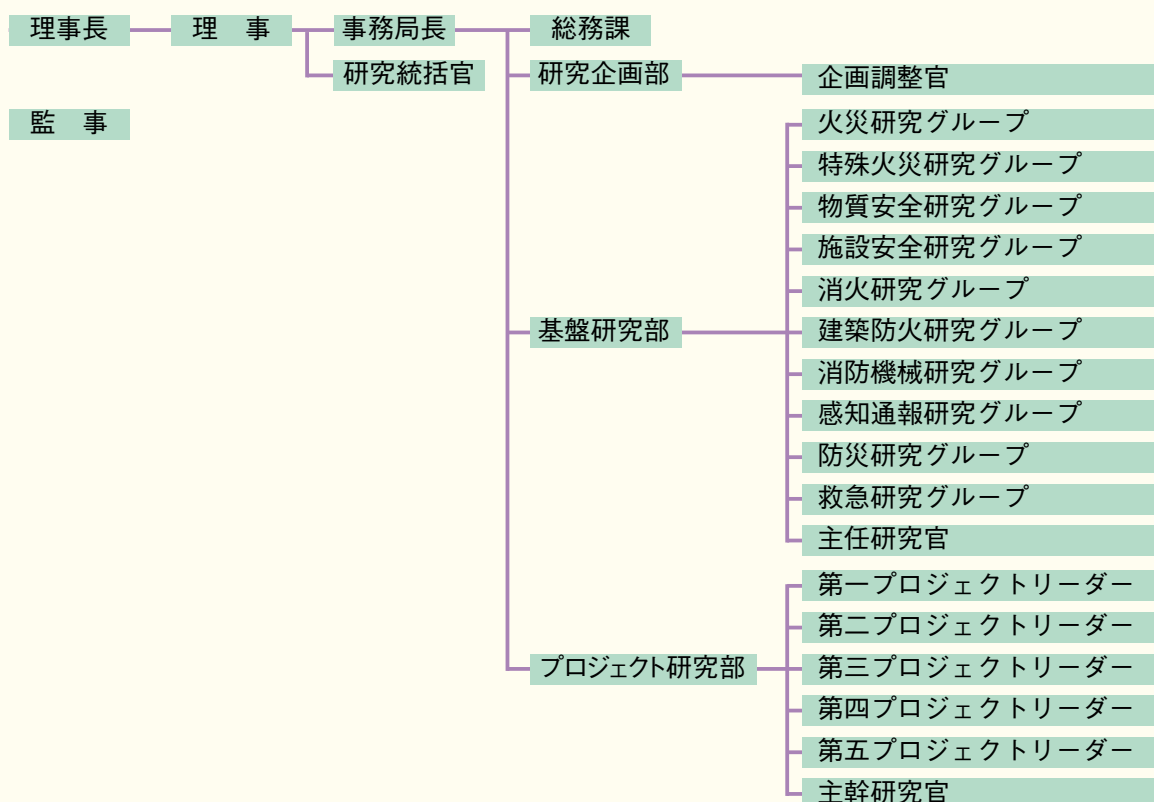 理事長
理　事
事務局長
総務課
研究統括官
研究企画部
企画調整官
監　事
火災研究グループ
特殊火災研究グループ
物質安全研究グループ
施設安全研究グループ
消火研究グループ
基盤研究部
建築防火研究グループ
消防機械研究グループ
感知通報研究グループ
防災研究グループ
救急研究グループ
主任研究官
第一プロジェクトリーダー
第二プロジェクトリーダー
プロジェクト研究部
第三プロジェクトリーダー
第四プロジェクトリーダー
第五プロジェクトリーダー
主幹研究官